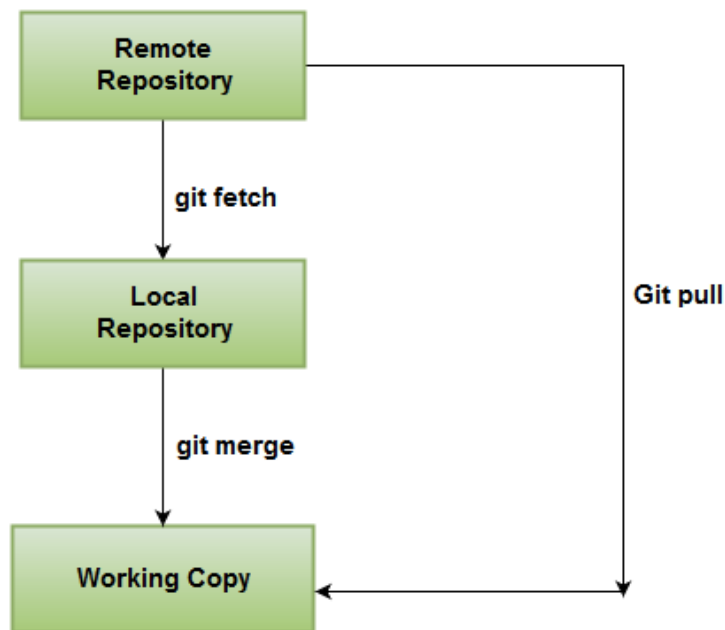 Remote
Repository
git fetch
Local
Repository
Git pull
git merge
Working Copy